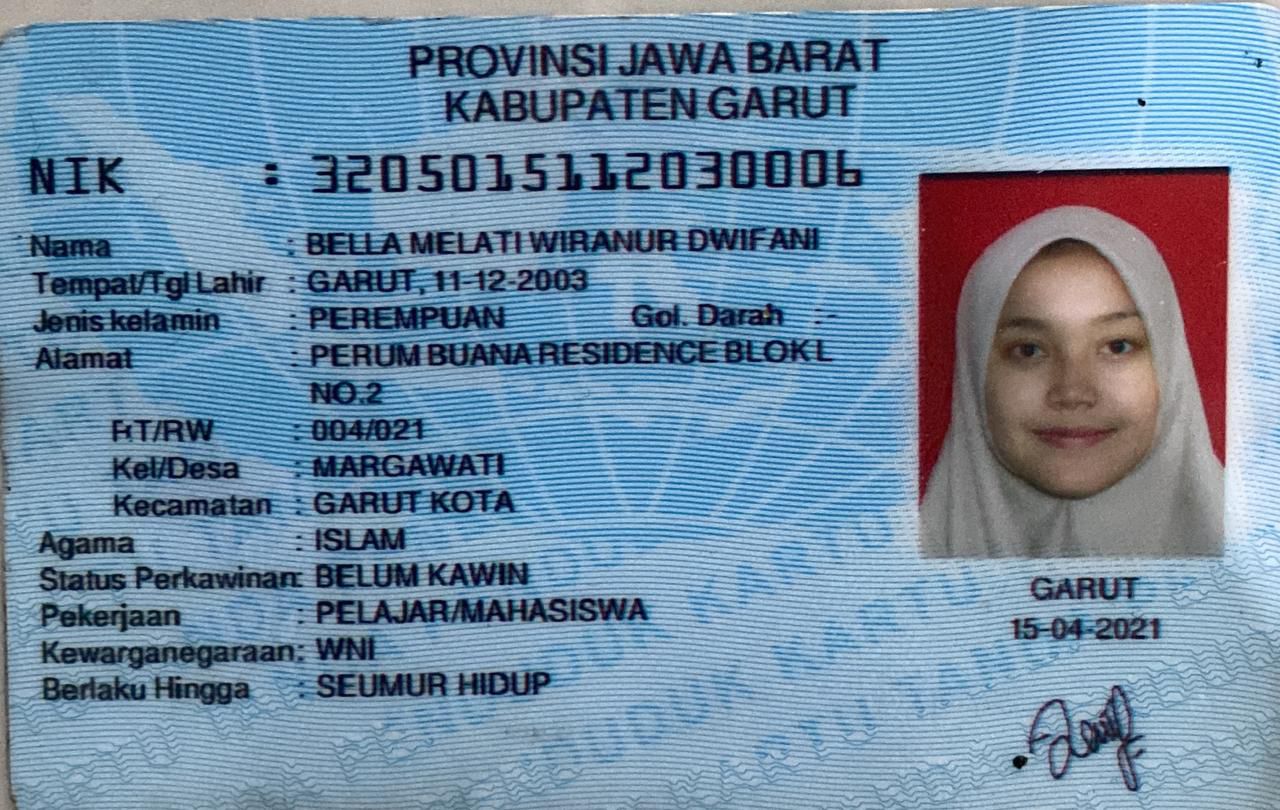 PROVINSI JAWA BARAT
KABUPATEN GARUT
NIK : 3205015112030006
Nama : BELLA MELATI WIRANUR DWIFANI
Tempat/Tgl Lahir : GARUT, 11-12-2003
Jenis kelamin : PEREMPUAN Gol. Darah :-
Alamat : PERUM BUANA RESIDENCE BLOK L
NO.2
RT/RW : 004/021
Kel/Desa : MARGAWATI
Kecamatan : GARUT KOTA
Agama : ISLAM
Status Perkawinan: BELUM KAWIN
Pekerjaan : PELAJAR/MAHASISWA
Kewarganegaraan: WNI
Berlaku Hingga : SEUMUR HIDUP
GARUT
15-04-2021